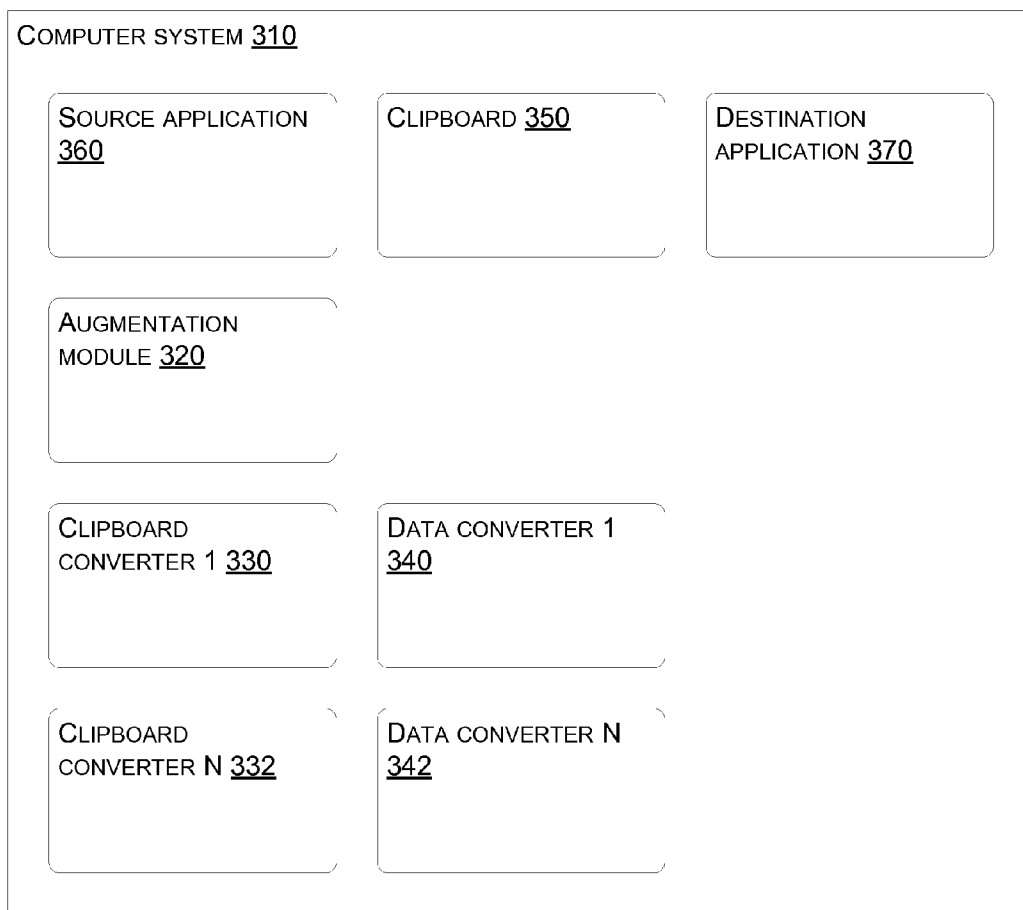 COMPUTER SYSTEM 310
SOURCE APPLICATION
360
CLIPBOARD 350
DESTINATION
APPLICATION 370
AUGMENTATION
MODULE 320
CLIPBOARD
CONVERTER 1 330
DATA CONVERTER 1
340
CLIPBOARD
CONVERTER N 332
DATA CONVERTER N
342